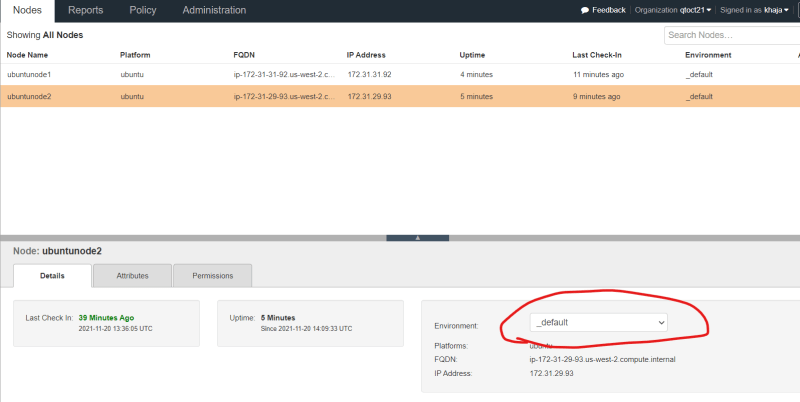 Nodes Reports Policy Administration Feedback Organization qtoct21 Signed in as khaja
Showing All Nodes Search Nodes...
Node Name Platform FQDN IP Address Uptime Last Check-In Environment A
ubuntunode1 ubuntu ip-172-31-31-92.us-west-2.c... 172.31.31.92 4 minutes 11 minutes ago _default
ubuntunode2 ubuntu ip-172-31-29-93.us-west-2.c... 172.31.29.93 5 minutes 9 minutes ago _default
Node: ubuntunode2
Details Attributes Permissions
Last Check In: 39 Minutes Ago
2021-11-20 13:36:05 UTC
Uptime: 5 Minutes
Since 2021-11-20 14:09:33 UTC
Environment: _default
Platforms: ubuntu
FQDN: ip-172-31-29-93.us-west-2.compute.internal
IP Address: 172.31.29.93